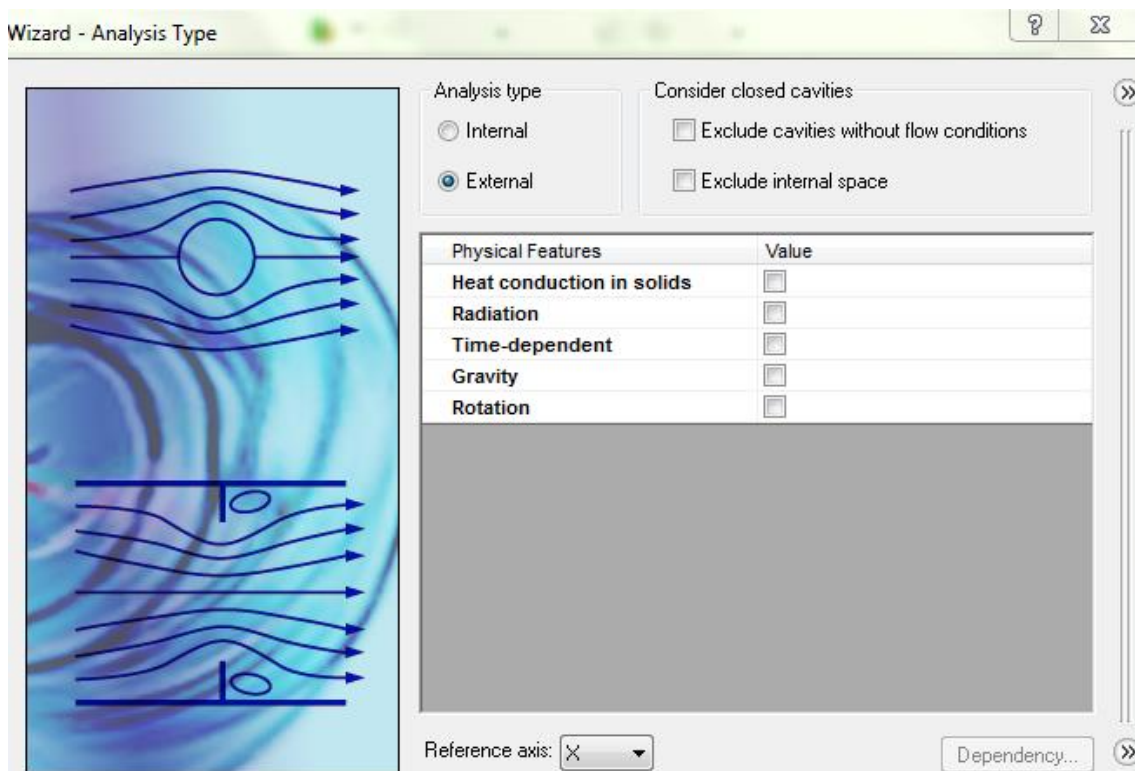 Wizard - Analysis Type
Analysis type
Internal
External
Consider closed cavities
Exclude cavities without flow conditions
Exclude internal space
Physical Features Value
Heat conduction in solids
Radiation
Time-dependent
Gravity
Rotation
Reference axis: X
Dependency...